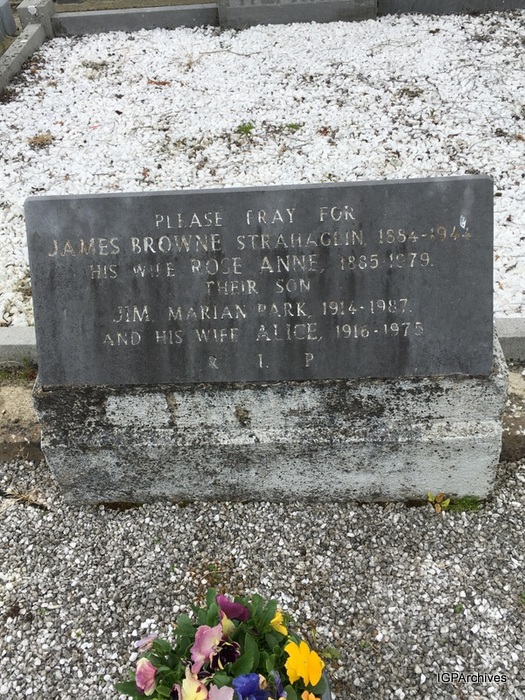 PLEASE PRAY FOR
JAMES BROWNE STRAHAGLIN, 1884-1944
HIS WIFE ROSE ANNE, 1885-1979.
THEIR SON
JIM, MARIAN PARK, 1914-1987.
AND HIS WIFE ALICE, 1916-1975
R I. P
IGPArchives